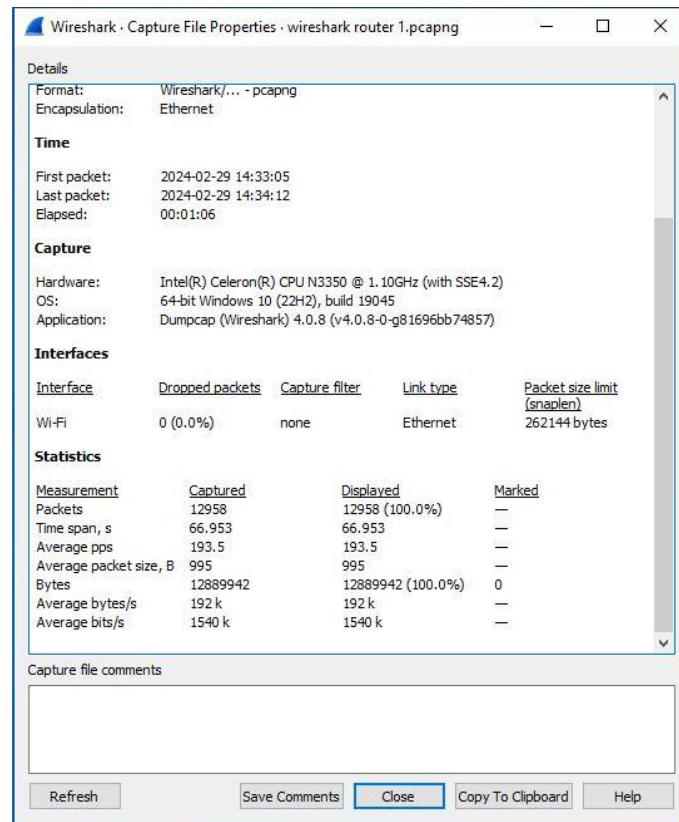 Wireshark · Capture File Properties · wireshark router 1.pcapng
Details
Format: Wireshark/... - pcapng
Encapsulation: Ethernet
Time
First packet: 2024-02-29 14:33:05
Last packet: 2024-02-29 14:34:12
Elapsed: 00:01:06
Capture
Hardware: Intel(R) Celeron(R) CPU N3350 @ 1.10GHz (with SSE4.2)
OS: 64-bit Windows 10 (22H2), build 19045
Application: Dumpcap (Wireshark) 4.0.8 (v4.0.8-0-g81696bb74857)
Interfaces
Interface Dropped packets Capture filter Link type Packet size limit
(snaplen)
Wi-Fi 0 (0.0%) none Ethernet 262144 bytes
Statistics
Measurement Captured Displayed Marked
Packets 12958 12958 (100.0%) —
Time span, s 66.953 66.953 —
Average pps 193.5 193.5 —
Average packet size, B 995 995 —
Bytes 12889942 12889942 (100.0%) 0
Average bytes/s 192 k 192 k —
Average bits/s 1540 k 1540 k —
Capture file comments
Refresh Save Comments Close Copy To Clipboard Help